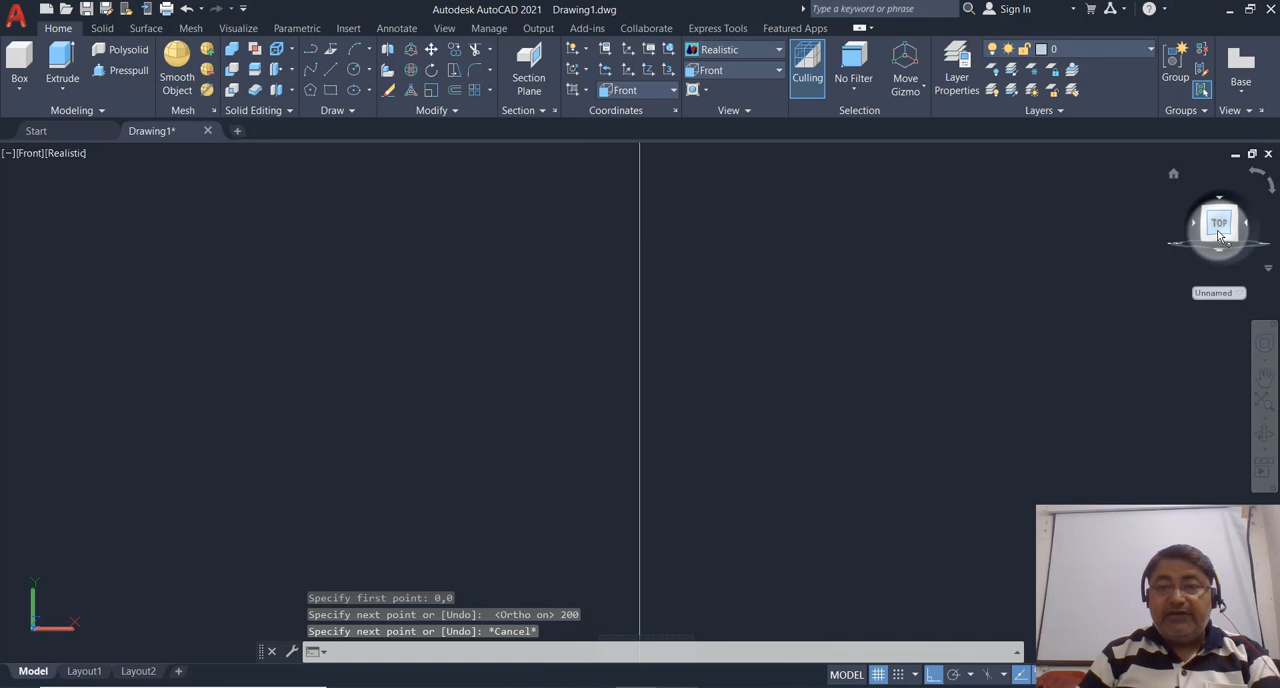 Autodesk AutoCAD 2021 Drawing1.dwg
Type a keyword or phrase
Sign In
Home Solid Surface Mesh Visualize Parametric Insert Annotate View Manage Output Add-ins Collaborate Express Tools Featured Apps
Polysolid
Presspull
Box
Extrude
Smooth
Object
Section
Plane
Front
Realistic
Front
Culling
No Filter
Move
Gizmo
Layer
Properties
0
Group
Base
Modeling Mesh Solid Editing Draw Modify Section Coordinates View Selection Layers Groups View
Start Drawing1*
[−][Front][Realistic]
TOP
Unnamed
Y
X
Specify first point: 0,0
Specify next point or [Undo]: <Ortho on> 200
Specify next point or [Undo]: *Cancel*
Model Layout1 Layout2
MODEL